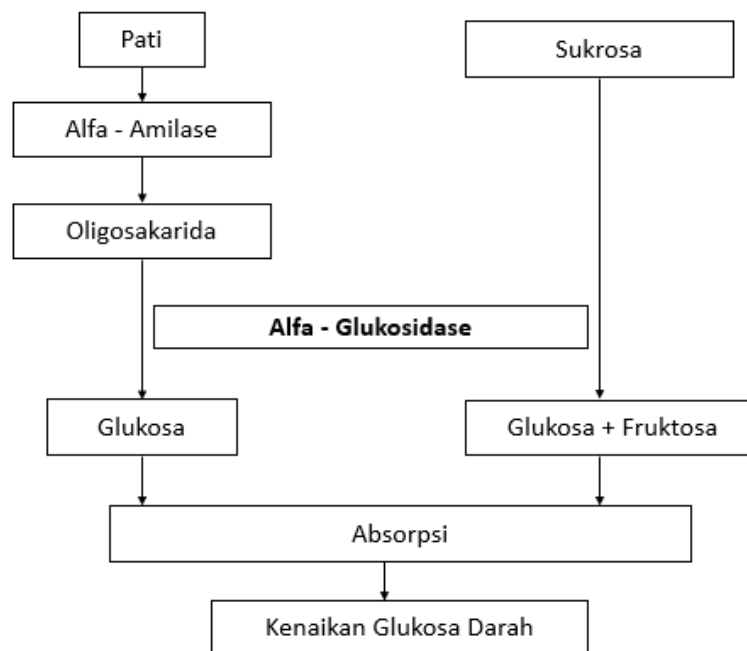 Pati
Sukrosa
Alfa - Amilase
Oligosakarida
Alfa - Glukosidase
Glukosa
Glukosa + Fruktosa
Absorpsi
Kenaikan Glukosa Darah